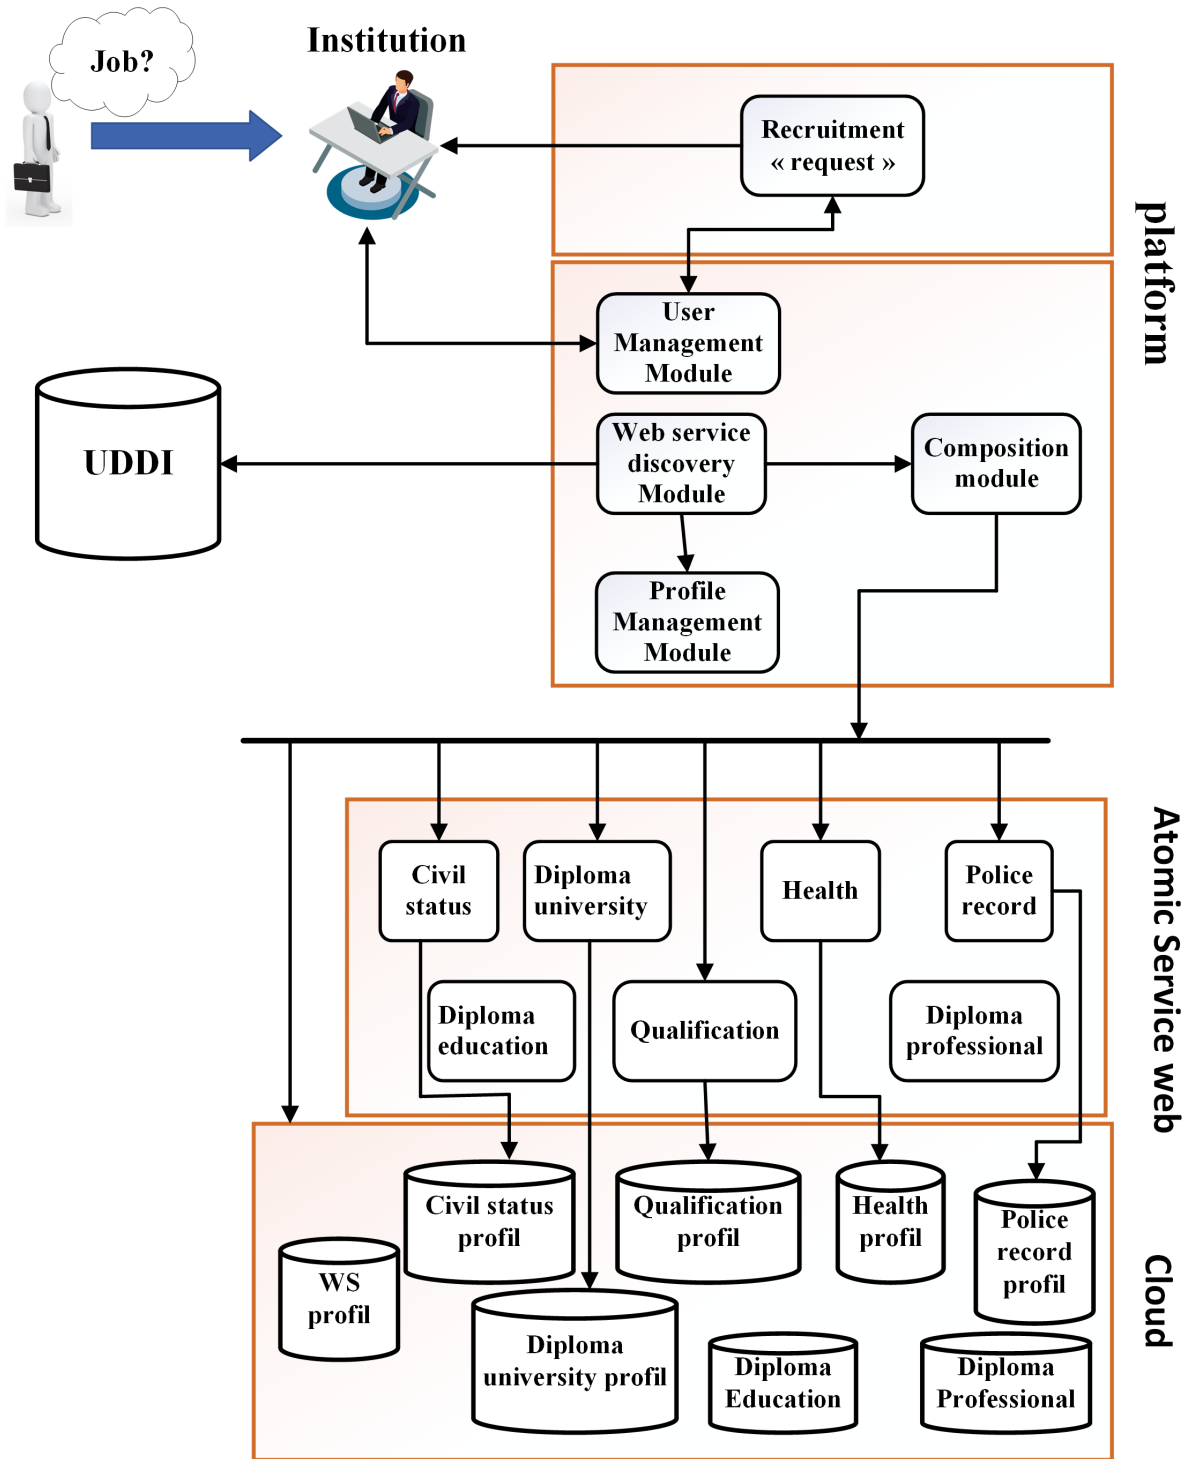 Job?
Institution
Recruitment
« request »
platform
User
Management
Module
UDDI
Web service
discovery
Module
Composition
module
Profile
Management
Module
Atomic Service web
Civil
status
Diploma
university
Health
Police
record
Diploma
education
Qualification
Diploma
professional
Cloud
Civil status
profil
Qualification
profil
Health
profil
Police
record
profil
WS
profil
Diploma
university profil
Diploma
Education
Diploma
Professional